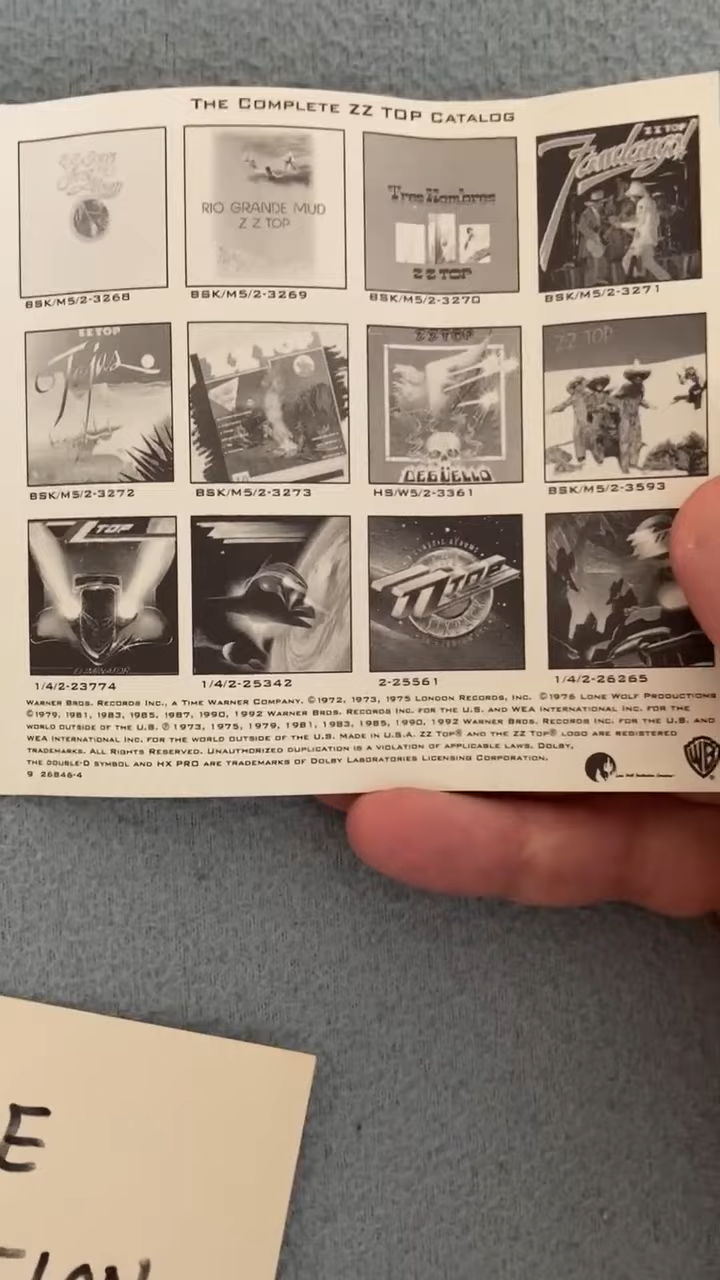 THE COMPLETE ZZ TOP CATALOG
RIO GRANDE MUD
ZZ TOP
Tres Hombres
ZZ TOP
ZZ TOP
Fandango!
BSK/M5/2-3268
BSK/M5/2-3269
BSK/M5/2-3270
BSK/M5/2-3271
ZZ TOP
Tejas
ZZ TOP
DEGÜELLO
ZZ TOP
BSK/M5/2-3272
BSK/M5/2-3273
HS/W5/2-3361
BSK/M5/2-3593
ZZ TOP
ELIMINATOR
CLASSIC ALBUMS
ZZ TOP
SIXPACK
1/4/2-23774
1/4/2-25342
2-25561
1/4/2-26265
WARNER BROS. RECORDS INC., A TIME WARNER COMPANY. ©1972, 1973, 1975 LONDON RECORDS, INC. ©1976 LONE WOLF PRODUCTIONS
©1979, 1981, 1983, 1985, 1987, 1990, 1992 WARNER BROS. RECORDS INC. FOR THE U.S. AND WEA INTERNATIONAL INC. FOR THE
WORLD OUTSIDE OF THE U.S. ℗ 1973, 1975, 1979, 1981, 1983, 1985, 1990, 1992 WARNER BROS. RECORDS INC. FOR THE U.S. AND
WEA INTERNATIONAL INC. FOR THE WORLD OUTSIDE OF THE U.S. MADE IN U.S.A. ZZ TOP® AND THE ZZ TOP® LOGO ARE REGISTERED
TRADEMARKS. ALL RIGHTS RESERVED. UNAUTHORIZED DUPLICATION IS A VIOLATION OF APPLICABLE LAWS. DOLBY,
THE DOUBLE-D SYMBOL AND HX PRO ARE TRADEMARKS OF DOLBY LABORATORIES LICENSING CORPORATION.
9 26846-4
WB
E
TION